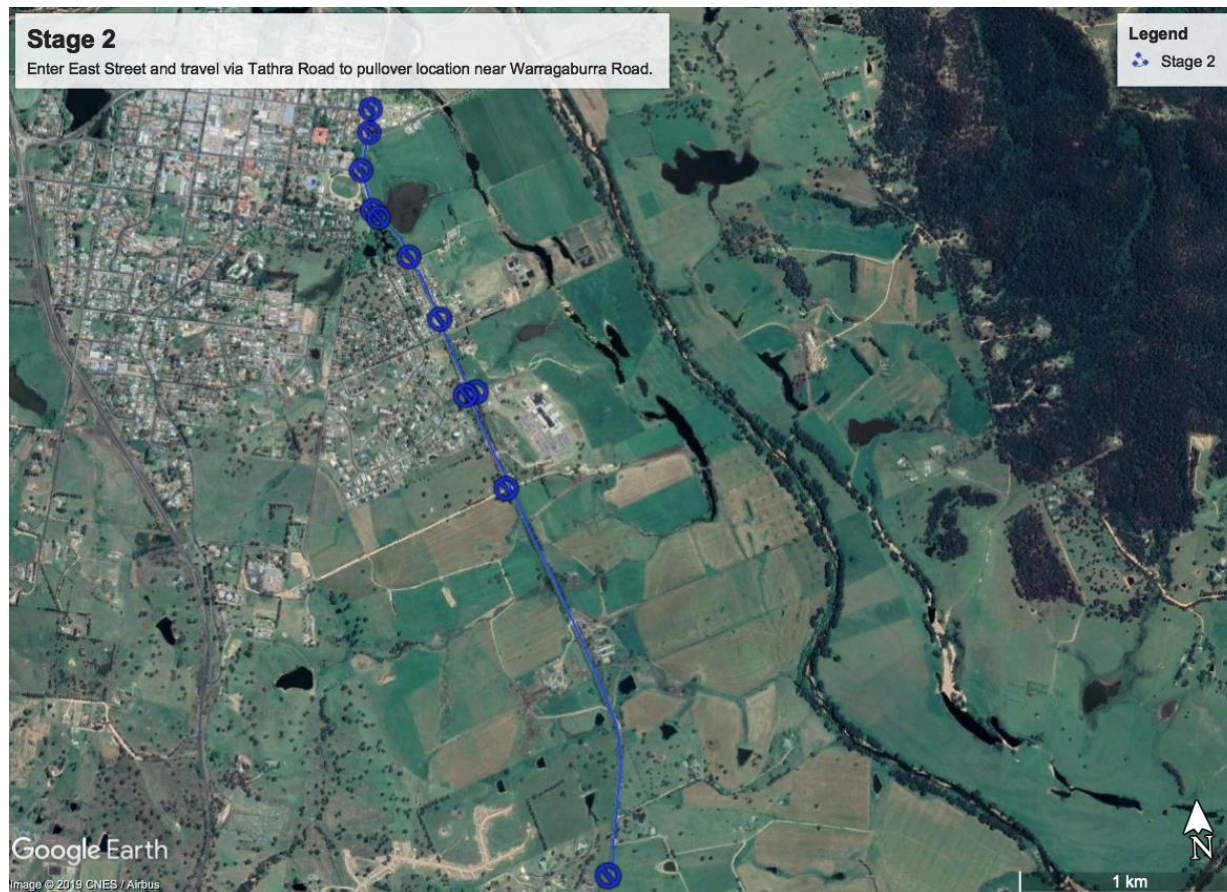 Stage 2
Enter East Street and travel via Tathra Road to pullover location near Warragaburra Road.
Legend
Stage 2
Google Earth
Image © 2019 CNES / Airbus
N
1 km